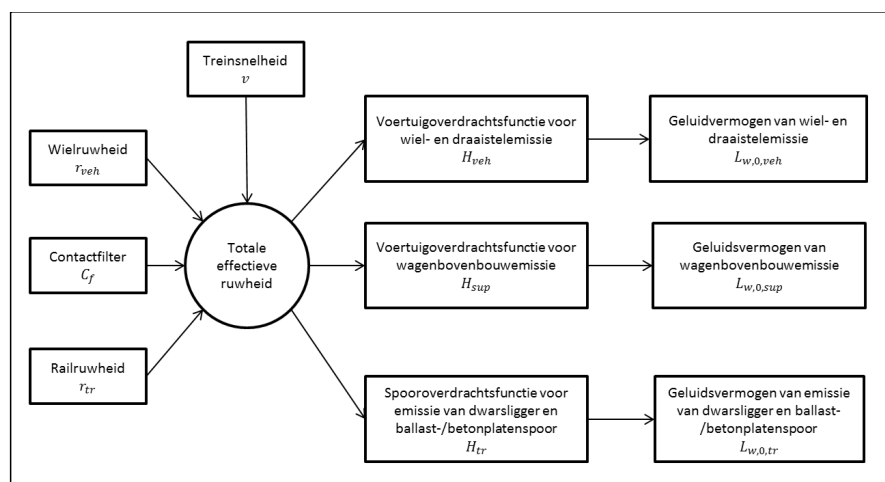 Treinsnelheid
v
Wielruwheid
r_veh
Contactfilter
C_f
Railruwheid
r_tr
Totale
effectieve
ruwheid
Voertuigoverdrachtsfunctie voor
wiel- en draaistelemissie
H_veh
Geluidvermogen van wiel- en
draaistelemissie
L_w,0,veh
Voertuigoverdrachtsfunctie voor
wagenbovenbouwemissie
H_sup
Geluidsvermogen van
wagenbovenbouwemissie
L_w,0,sup
Spooroverdrachtsfunctie voor
emissie van dwarsligger en
ballast-/betonplatenspoor
H_tr
Geluidsvermogen van emissie
van dwarsligger en ballast-
/betonplatenspoor
L_w,0,tr